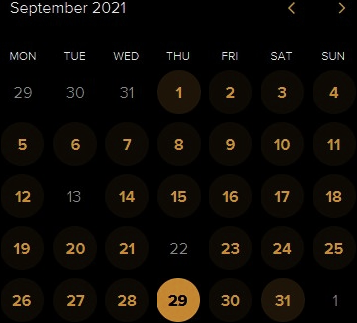 September 2021
MON TUE WED THU FRI SAT SUN
29 30 31 1 2 3 4
5 6 7 8 9 10 11
12 13 14 15 16 17 18
19 20 21 22 23 24 25
26 27 28 29 30 31 1